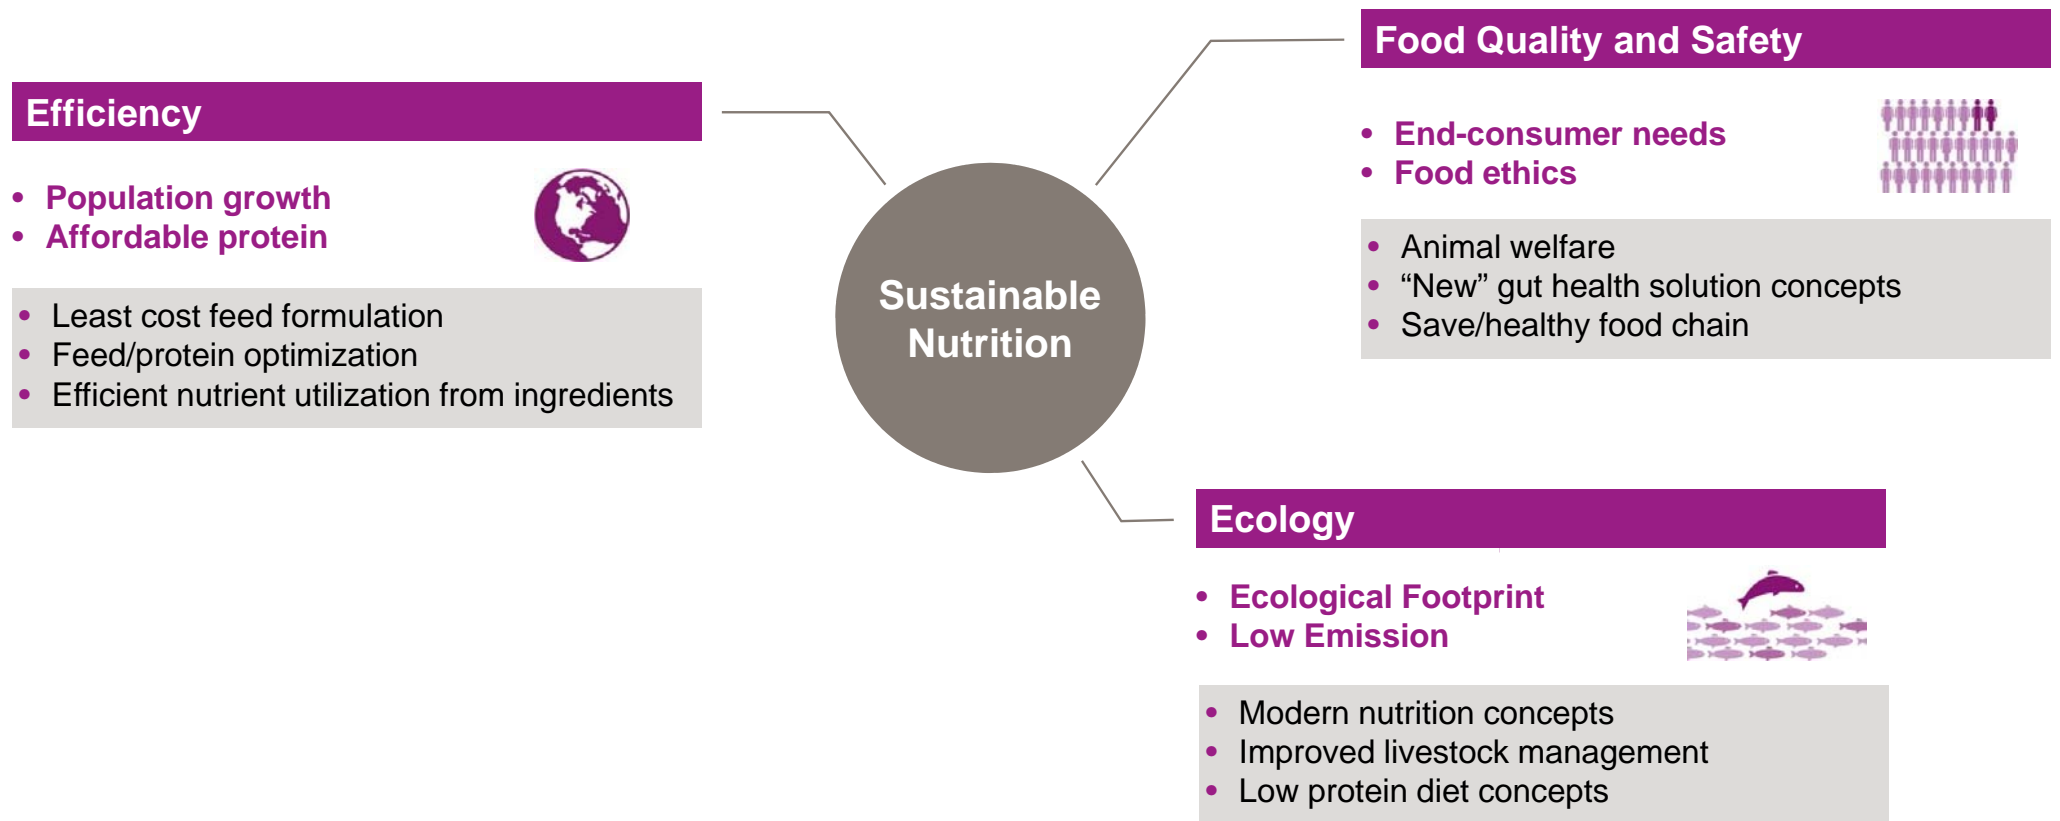 Efficiency
• Population growth
• Affordable protein
• Least cost feed formulation
• Feed/protein optimization
• Efficient nutrient utilization from ingredients
Sustainable
Nutrition
Food Quality and Safety
• End-consumer needs
• Food ethics
• Animal welfare
• “New” gut health solution concepts
• Save/healthy food chain
Ecology
• Ecological Footprint
• Low Emission
• Modern nutrition concepts
• Improved livestock management
• Low protein diet concepts